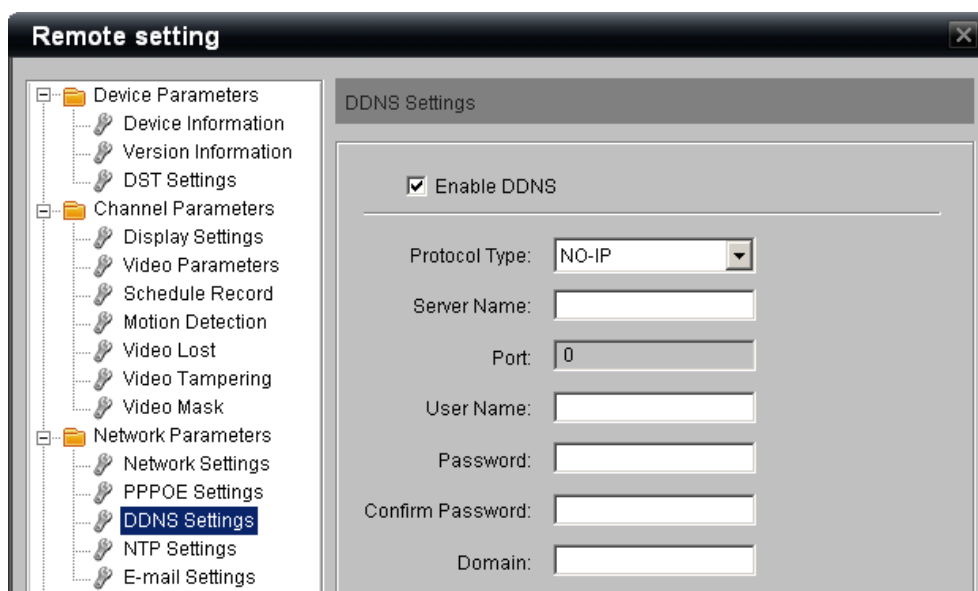 Remote setting
Device Parameters
Device Information
Version Information
DST Settings
Channel Parameters
Display Settings
Video Parameters
Schedule Record
Motion Detection
Video Lost
Video Tampering
Video Mask
Network Parameters
Network Settings
PPPOE Settings
DDNS Settings
NTP Settings
E-mail Settings
DDNS Settings
Enable DDNS
Protocol Type: NO-IP
Server Name:
Port: 0
User Name:
Password:
Confirm Password:
Domain: